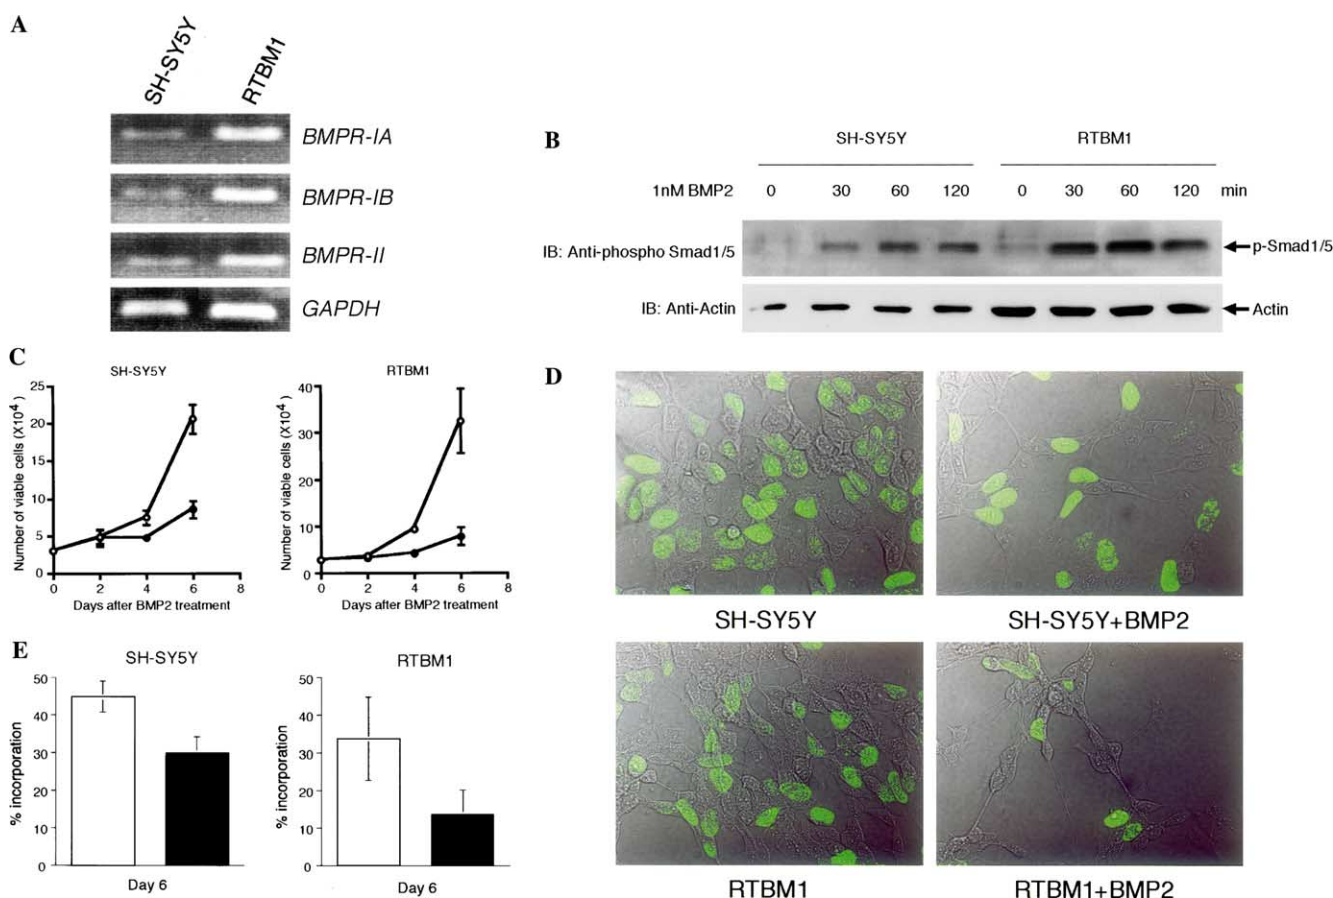 A
SH-SY5Y RTBM1
BMPR-IA
BMPR-IB
BMPR-II
GAPDH
B
SH-SY5Y RTBM1
1nM BMP2 0 30 60 120 0 30 60 120 min
IB: Anti-phospho Smad1/5 p-Smad1/5
IB: Anti-Actin Actin
C
SH-SY5Y
Number of viable cells (X10⁴)
25
20
15
10
5
0
0 2 4 6 8
Days after BMP2 treatment
RTBM1
Number of viable cells (X10⁴)
40
30
20
10
0
0 2 4 6 8
Days after BMP2 treatment
D
SH-SY5Y SH-SY5Y+BMP2
RTBM1 RTBM1+BMP2
E
SH-SY5Y
% incorporation
50
40
30
20
10
0
Day 6
RTBM1
% incorporation
50
40
30
20
10
0
Day 6